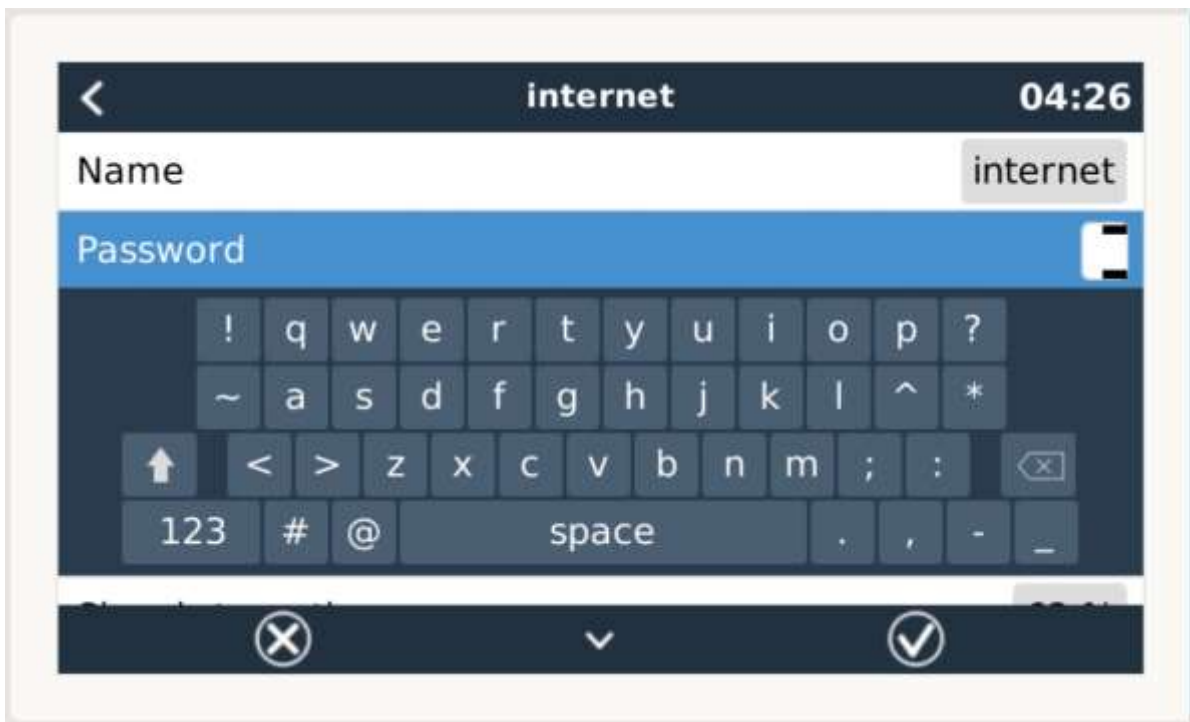 internet 04:26
Name internet
Password
! q w e r t y u i o p ?
~ a s d f g h j k l ^ *
< > z x c v b n m ; :
123 # @ space . , - _